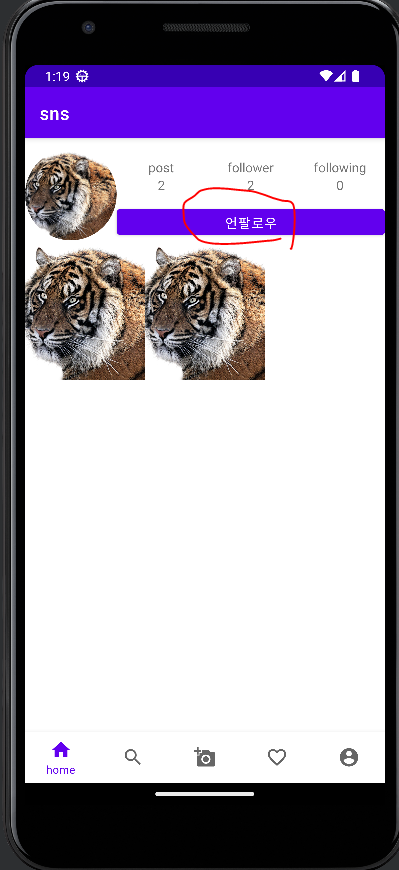 1:19
sns
post follower following
2 2 0
언팔로우
home